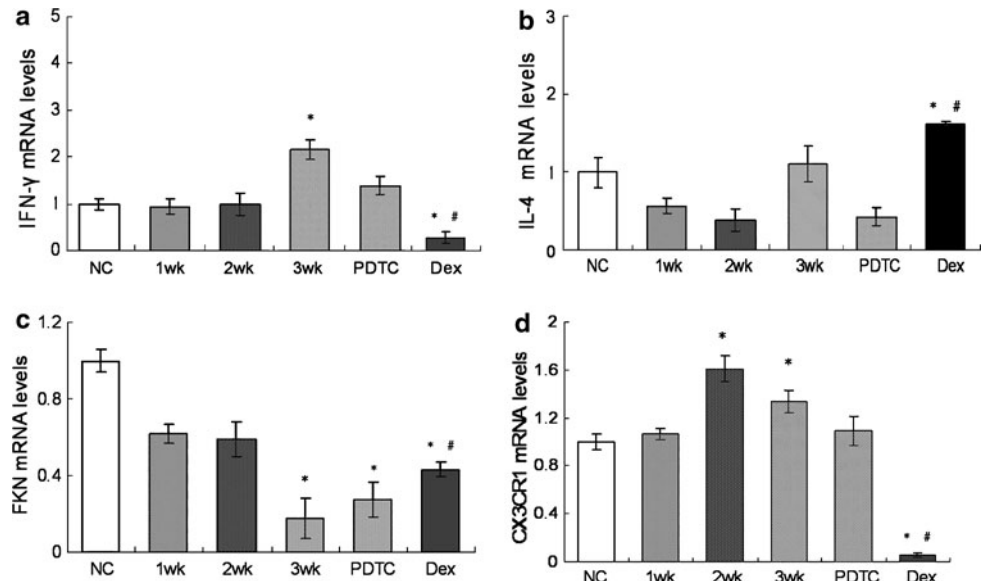 a
IFN-γ mRNA levels
5
4
3
2
1
0
*
* #
NC 1wk 2wk 3wk PDTC Dex
b
IL-4 mRNA levels
3
2
1
0
* #
NC 1wk 2wk 3wk PDTC Dex
c
FKN mRNA levels
1.2
0.8
0.4
0
*
*
* #
NC 1wk 2wk 3wk PDTC Dex
d
CX3CR1 mRNA levels
2
1.6
1.2
0.8
0.4
0
*
*
* #
NC 1wk 2wk 3wk PDTC Dex